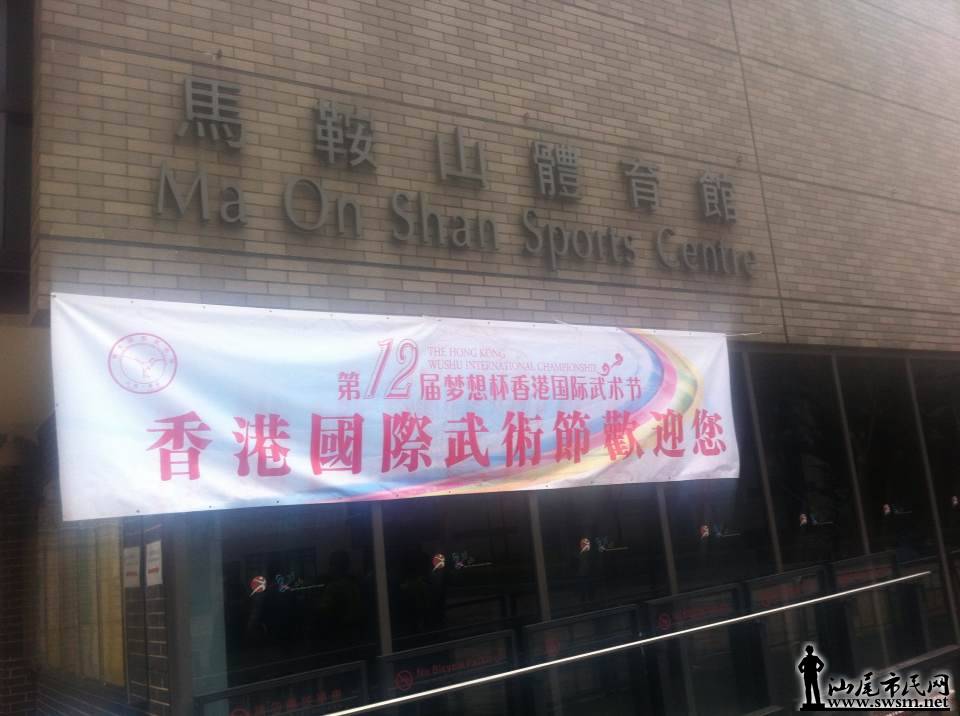 馬鞍山體育館
Ma On Shan Sports Centre
THE HONG KONG
WUSHU INTERNATIONAL CHAMPIONSHIP
第12届梦想杯香港国际武术节
香港國際武術節歡迎您
No Bicycle Parking
汕尾市民网
www.swsm.net